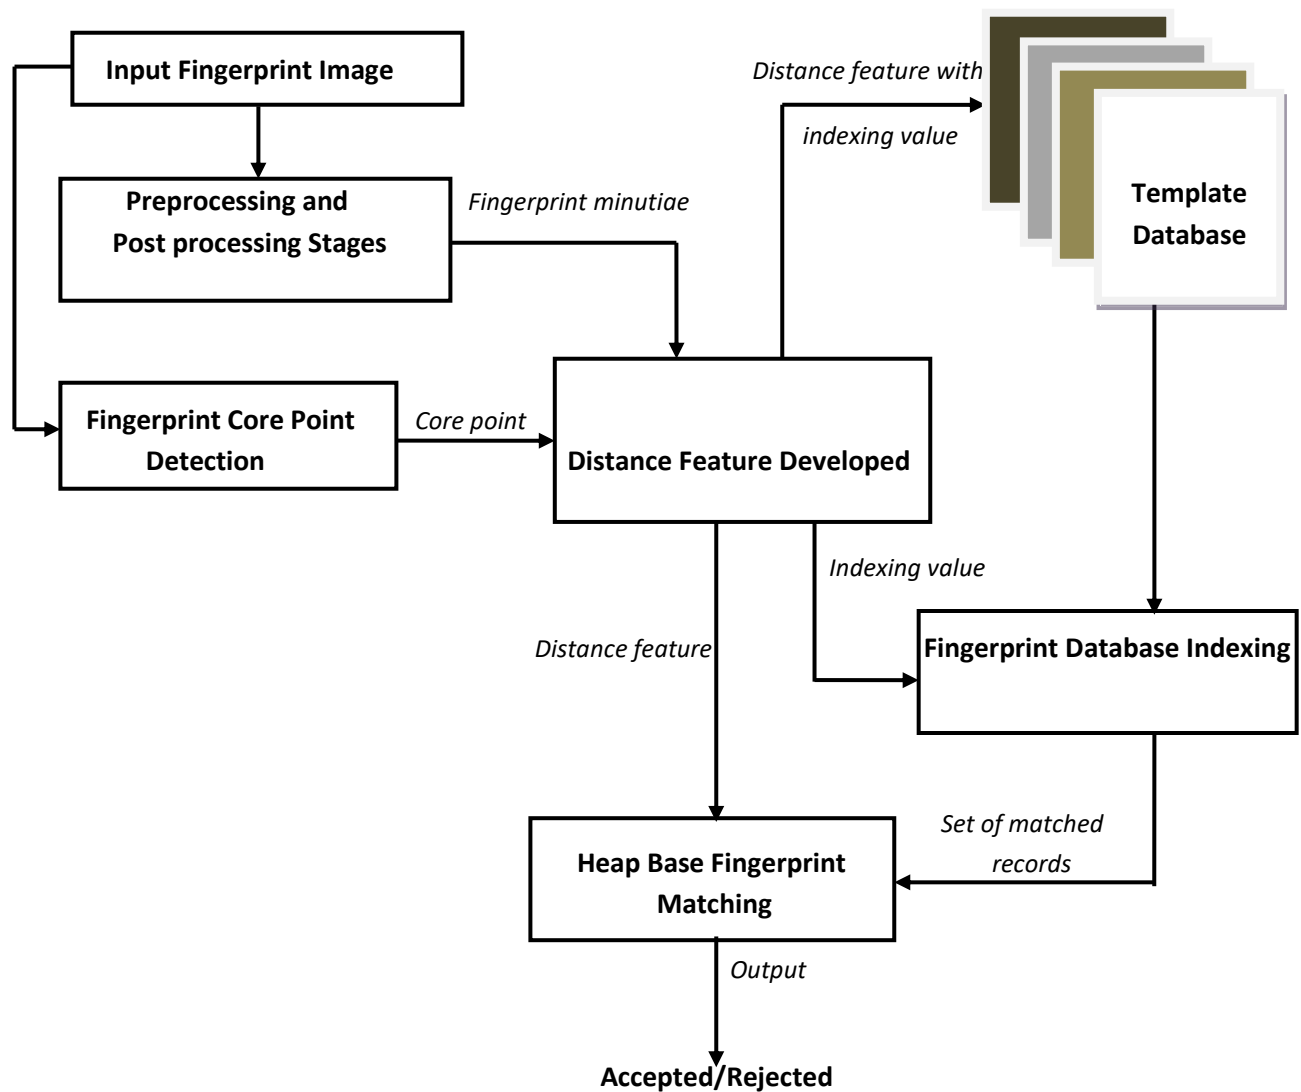 Input Fingerprint Image
Preprocessing and
Post processing Stages
Fingerprint minutiae
Distance feature with
indexing value
Template
Database
Fingerprint Core Point
Detection
Core point
Distance Feature Developed
Indexing value
Distance feature
Fingerprint Database Indexing
Set of matched
records
Heap Base Fingerprint
Matching
Output
Accepted/Rejected